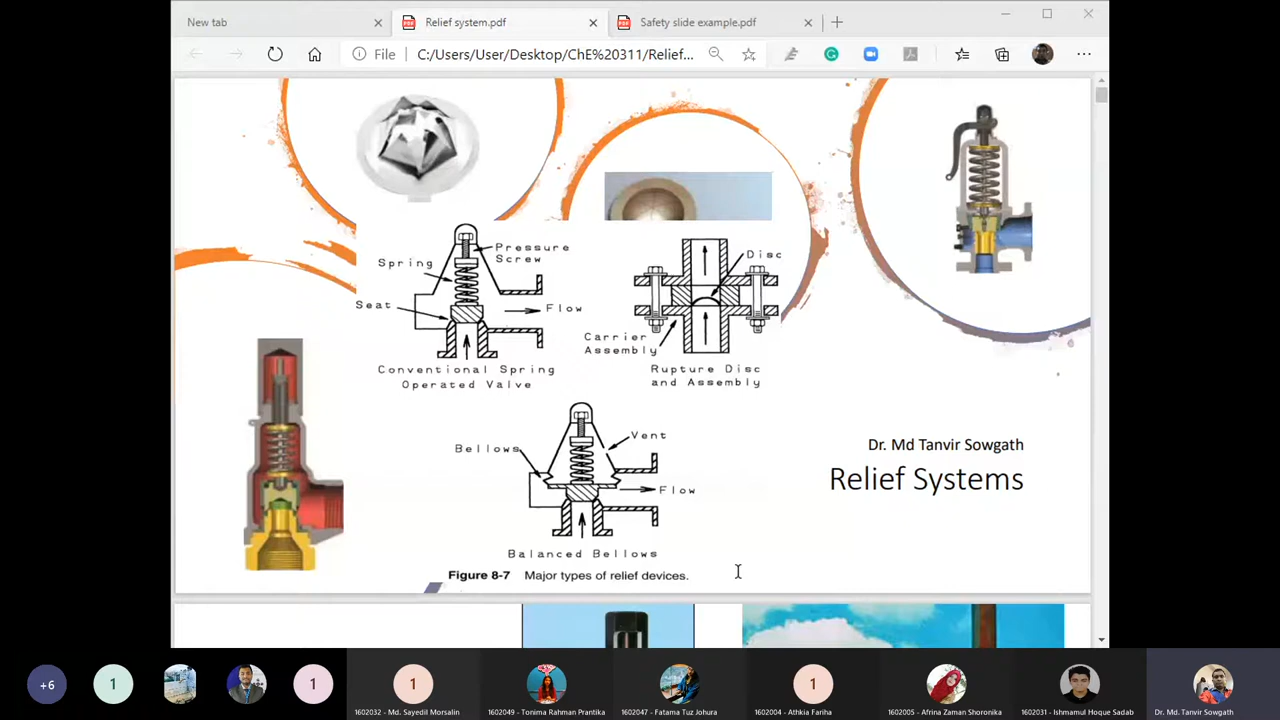 New tab
Relief system.pdf
Safety slide example.pdf
File
C:/Users/User/Desktop/ChE%20311/Relief...
Pressure
Screw
Spring
Seat
Flow
Conventional Spring
Operated Valve
Disc
Carrier
Assembly
Rupture Disc
and Assembly
Bellows
Vent
Flow
Balanced Bellows
Figure 8-7 Major types of relief devices.
Dr. Md Tanvir Sowgath
Relief Systems
+6
1
1
1
1
1602032 - Md. Sayedil Morsalin
1602049 - Tonima Rahman Prantika
1602047 - Fatama Tuz Johura
1602004 - Athkia Fariha
1602005 - Afrina Zaman Shoronika
1602031 - Ishmamul Hoque Sadab
Dr. Md Tanvir Sowgath